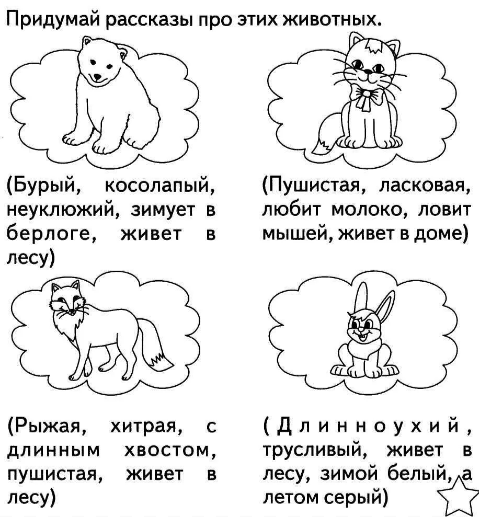 Придумай рассказы про этих животных.
(Бурый, косолапый,
неуклюжий, зимует в
берлоге, живет в
лесу)
(Пушистая, ласковая,
любит молоко, ловит
мышей, живет в доме)
(Рыжая, хитрая, с
длинным хвостом,
пушистая, живет в
лесу)
(Длинноухий,
трусливый, живет в
лесу, зимой белый, а
летом серый)